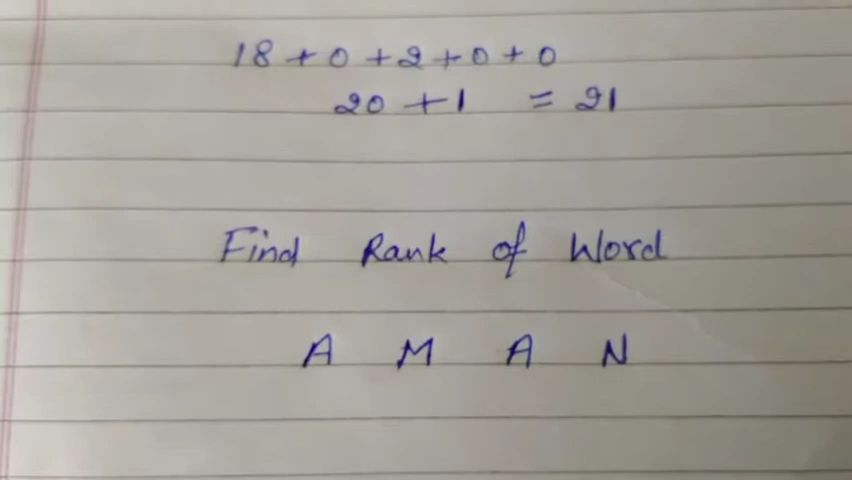 18 + 0 + 2 + 0 + 0
20 + 1 = 21
Find Rank of Word
A M A N